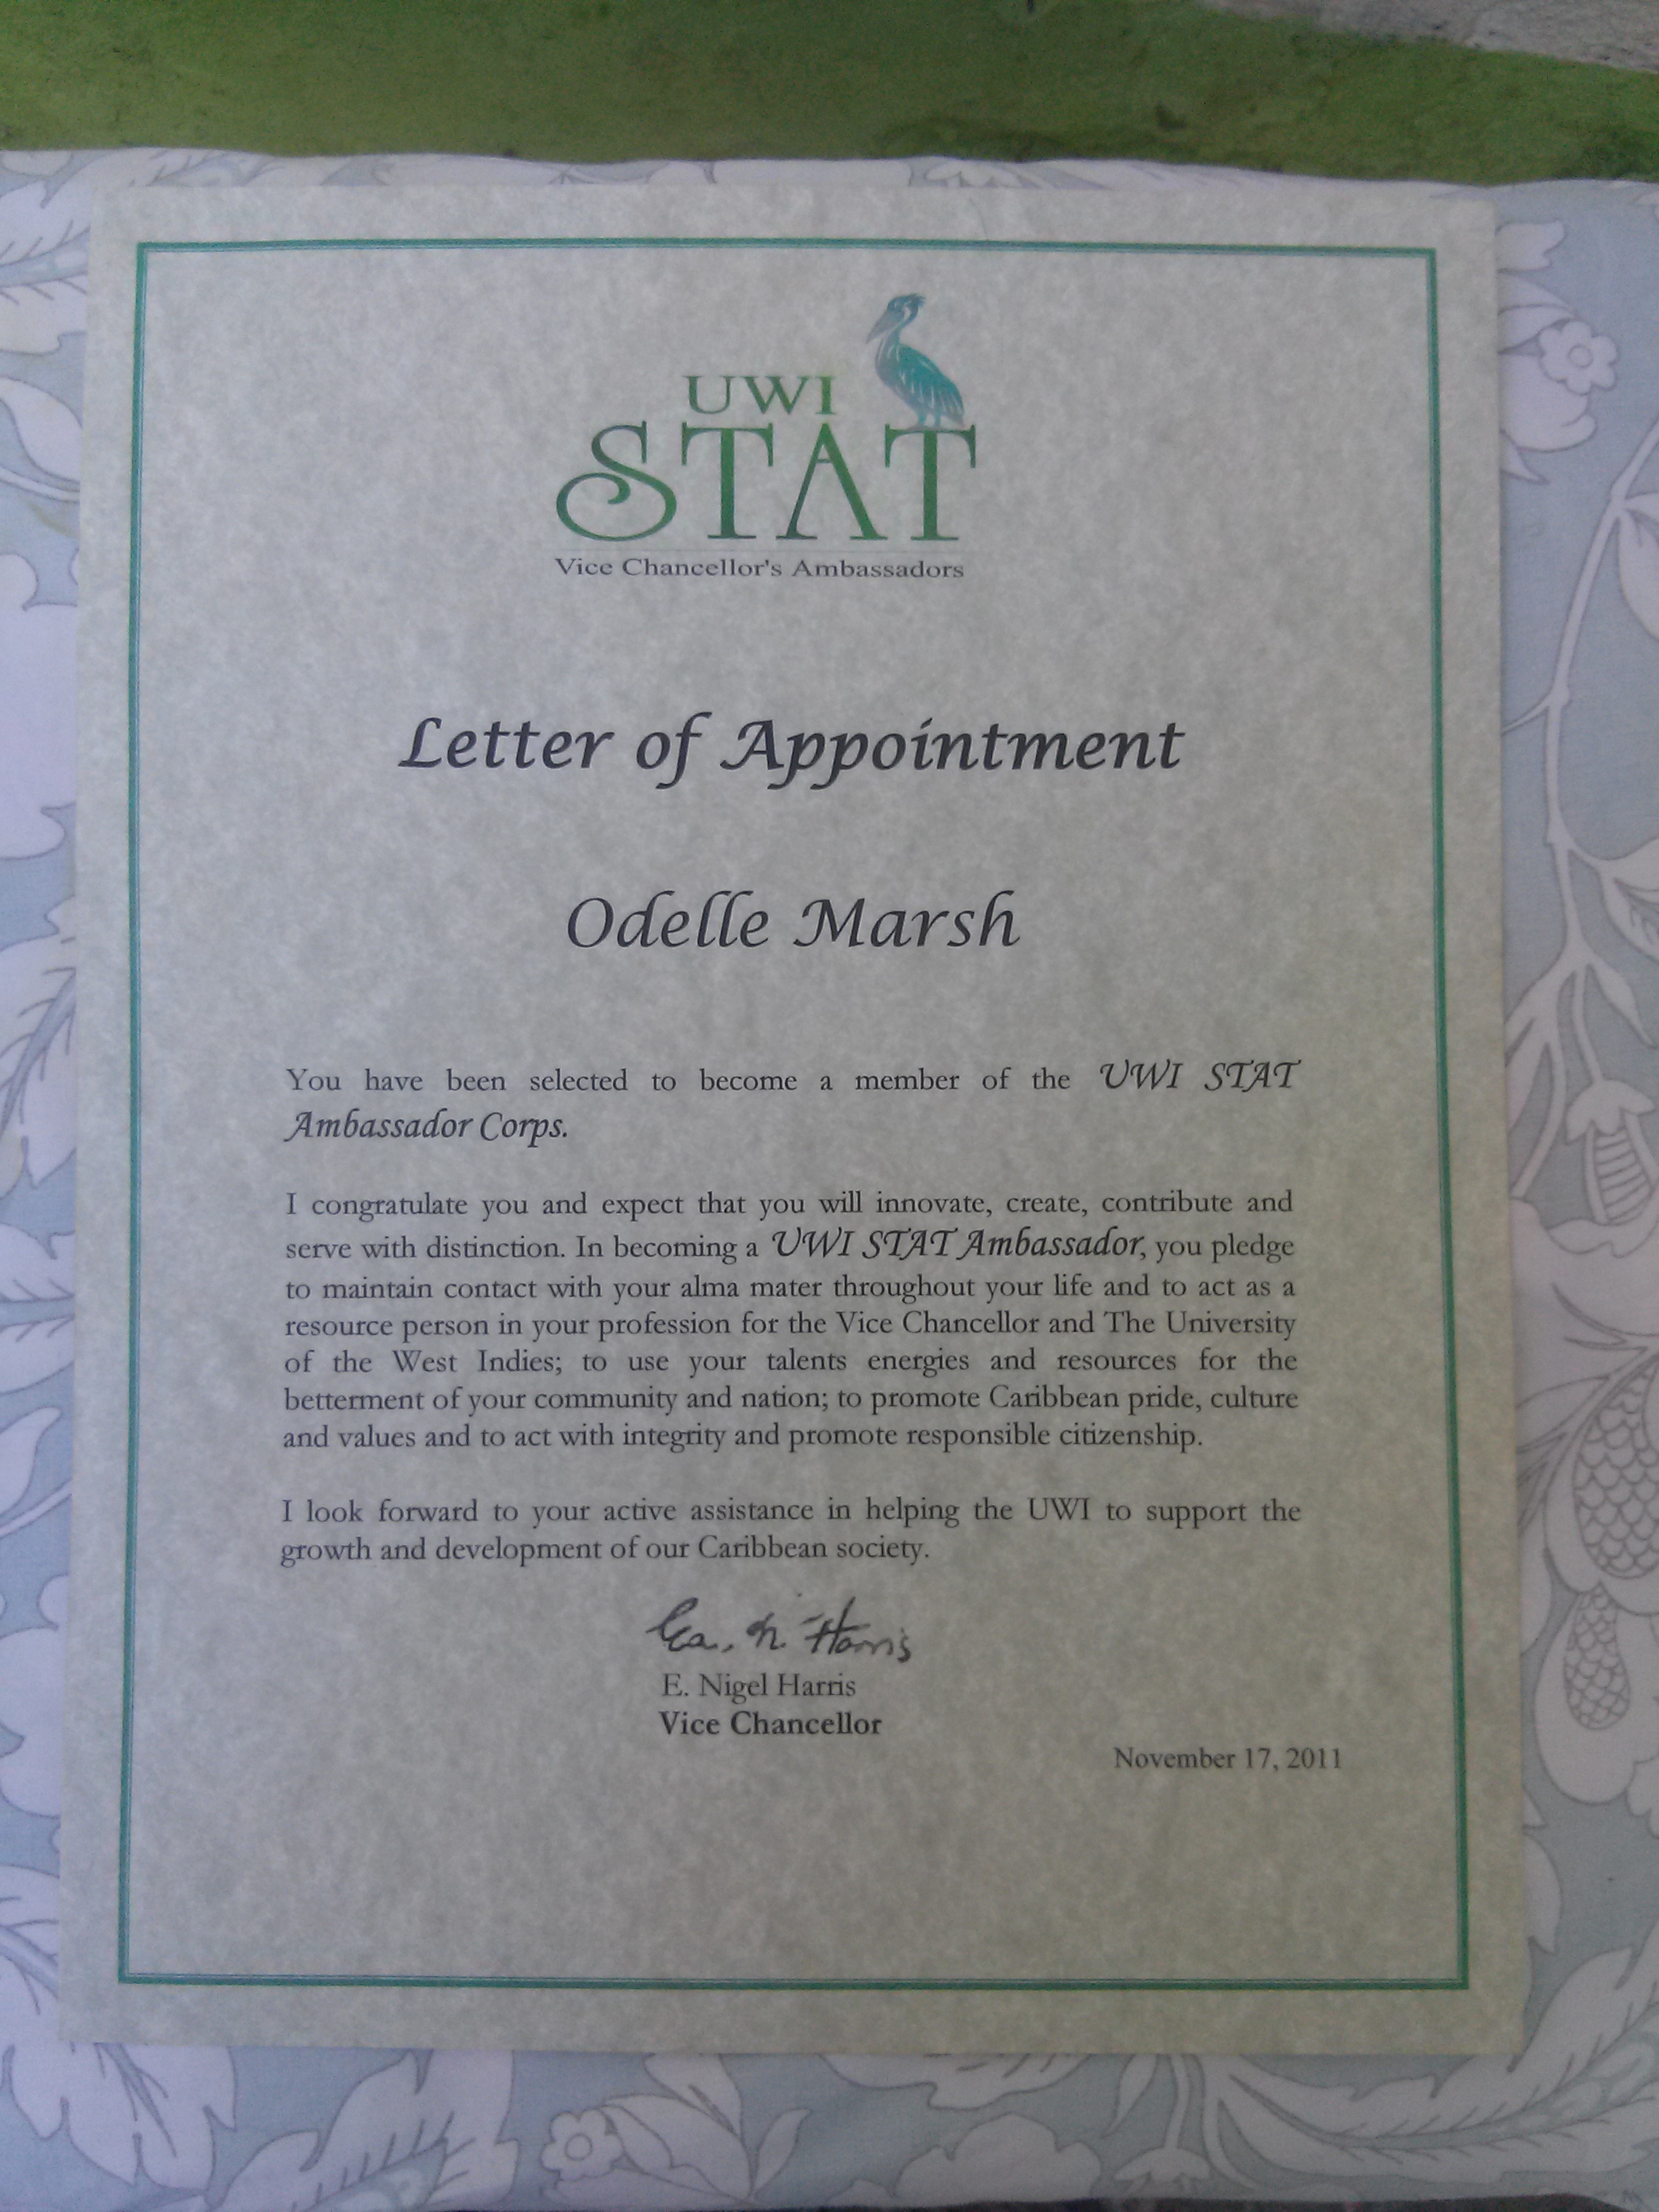 UWI
STAT
Vice Chancellor's Ambassadors
Letter of Appointment
Odelle Marsh
You have been selected to become a member of the UWI STAT
Ambassador Corps.
I congratulate you and expect that you will innovate, create, contribute and
serve with distinction. In becoming a UWI STAT Ambassador, you pledge
to maintain contact with your alma mater throughout your life and to act as a
resource person in your profession for the Vice Chancellor and The University
of the West Indies; to use your talents energies and resources for the
betterment of your community and nation; to promote Caribbean pride, culture
and values and to act with integrity and promote responsible citizenship.
I look forward to your active assistance in helping the UWI to support the
growth and development of our Caribbean society.
N. Harris
E. Nigel Harris
Vice Chancellor
November 17, 2011